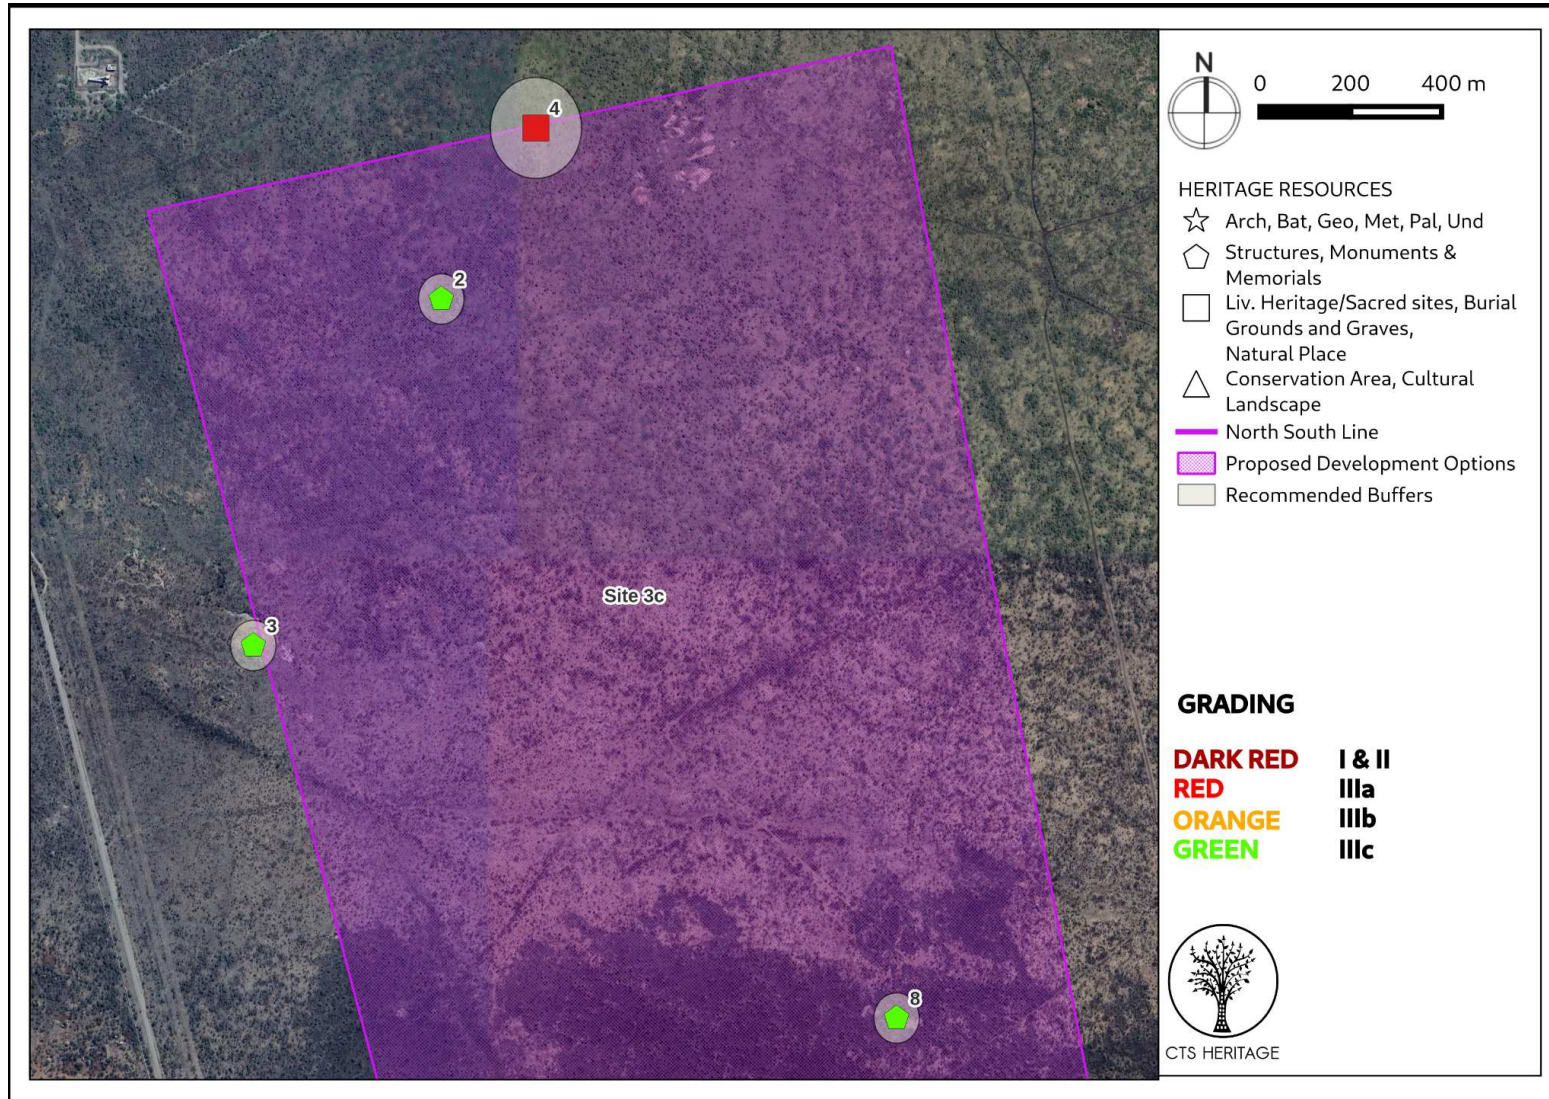 4
2
3
Site 3c
8
N
0 200 400 m
HERITAGE RESOURCES
Arch, Bat, Geo, Met, Pal, Und
Structures, Monuments &
Memorials
Liv. Heritage/Sacred sites, Burial
Grounds and Graves,
Natural Place
Conservation Area, Cultural
Landscape
North South Line
Proposed Development Options
Recommended Buffers
GRADING
DARK RED I & II
RED IIIa
ORANGE IIIb
GREEN IIIc
CTS HERITAGE